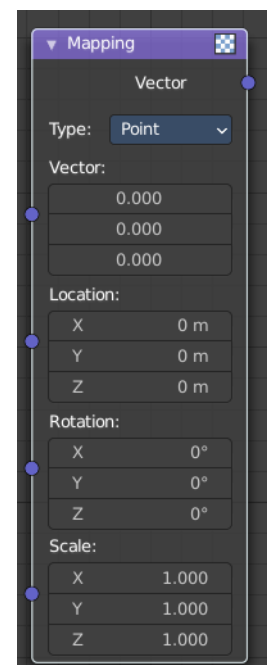 Mapping
Vector
Type: Point
Vector:
0.000
0.000
0.000
Location:
X 0 m
Y 0 m
Z 0 m
Rotation:
X 0°
Y 0°
Z 0°
Scale:
X 1.000
Y 1.000
Z 1.000